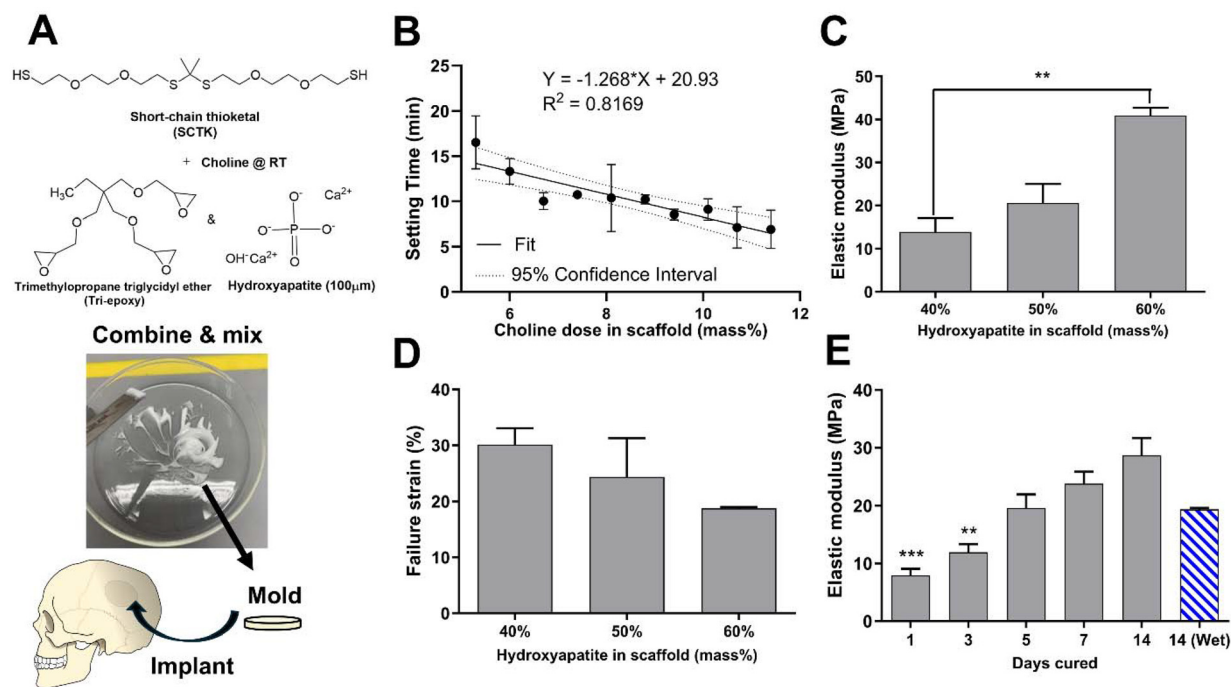 A
HS
O
O
S
S
O
O
SH
Short-chain thioketal
(SCTK)
+ Choline @ RT
H₃C
O
O
O
O
O
O
&
O⁻
Ca²⁺
O⁻
P
O⁻
O
OH⁻Ca²⁺
Trimethylopropane triglycidyl ether
(Tri-epoxy)
Hydroxyapatite (100μm)
Combine & mix
Mold
Implant
B
Y = -1.268*X + 20.93
R² = 0.8169
Setting Time (min)
25
20
15
10
5
0
Fit
95% Confidence Interval
6
8
10
12
Choline dose in scaffold (mass%)
C
Elastic modulus (MPa)
50
40
30
20
10
0
**
40%
50%
60%
Hydroxyapatite in scaffold (mass%)
D
Failure strain (%)
40
30
20
10
0
40%
50%
60%
Hydroxyapatite in scaffold (mass%)
E
Elastic modulus (MPa)
40
30
20
10
0
***
**
1
3
5
7
14
14 (Wet)
Days cured